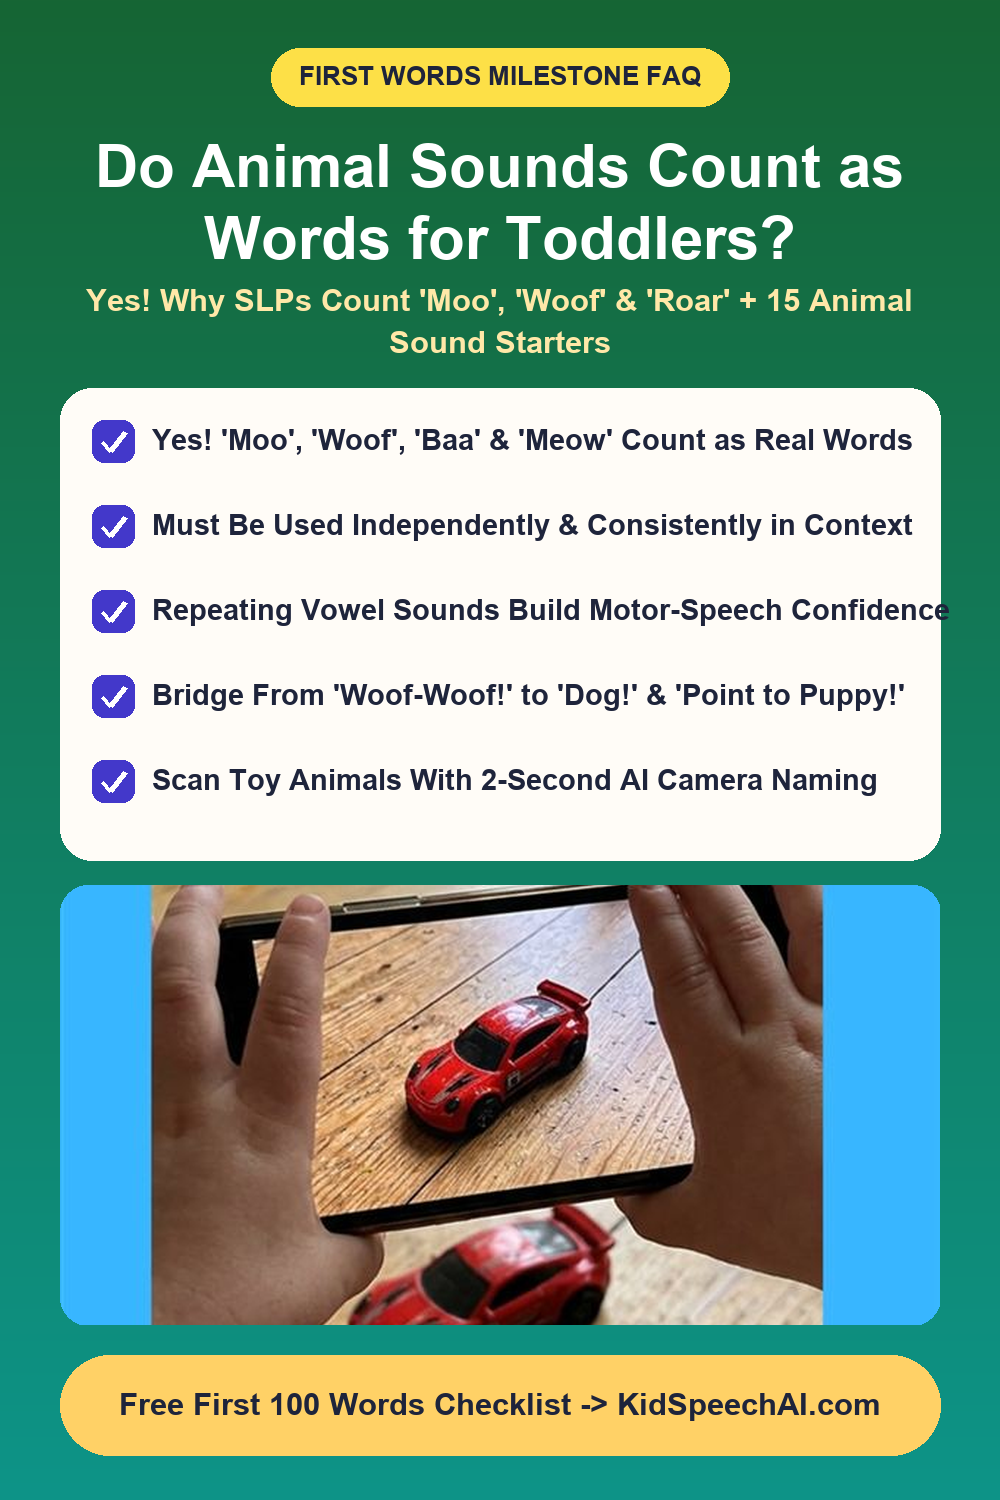 FIRST WORDS MILESTONE FAQ
Do Animal Sounds Count as
Words for Toddlers?
Yes! Why SLPs Count 'Moo', 'Woof' & 'Roar' + 15 Animal
Sound Starters
Yes! 'Moo', 'Woof', 'Baa' & 'Meow' Count as Real Words
Must Be Used Independently & Consistently in Context
Repeating Vowel Sounds Build Motor-Speech Confidence
Bridge From 'Woof-Woof!' to 'Dog!' & 'Point to Puppy!'
Scan Toy Animals With 2-Second AI Camera Naming
Free First 100 Words Checklist -> KidSpeechAI.com